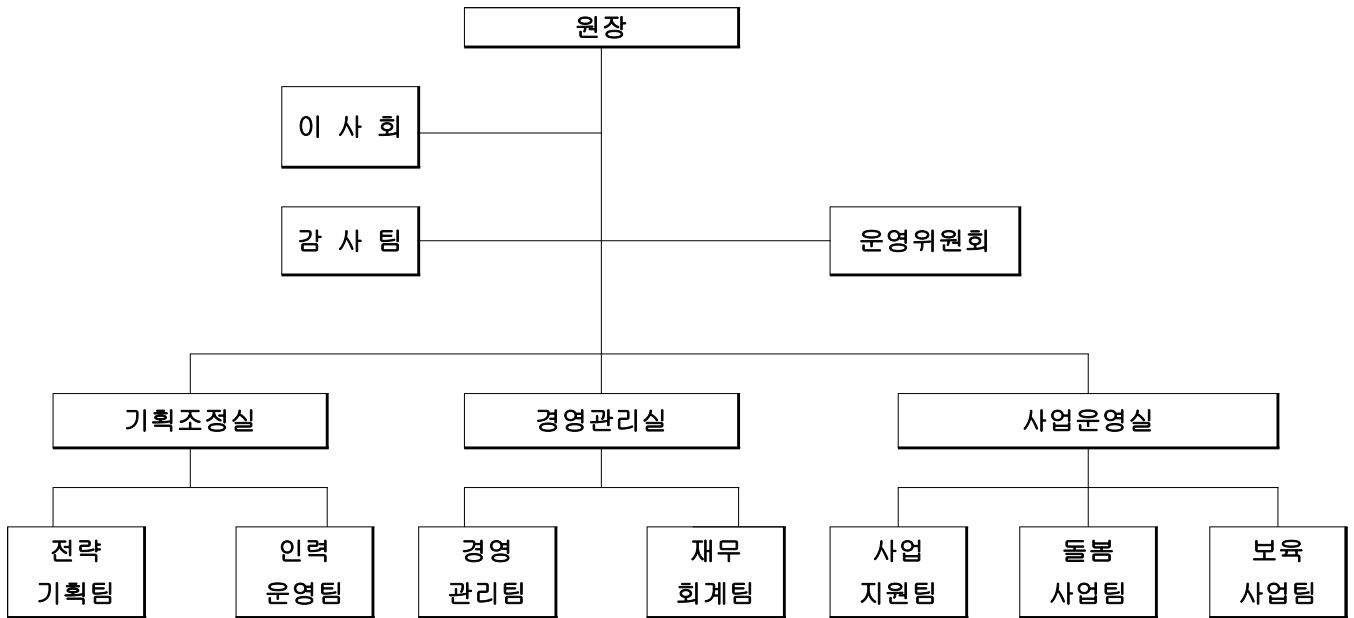 원장
이 사 회
감 사 팀
운영위원회
기획조정실
경영관리실
사업운영실
전략
기획팀
인력
운영팀
경영
관리팀
재무
회계팀
사업
지원팀
돌봄
사업팀
보육
사업팀